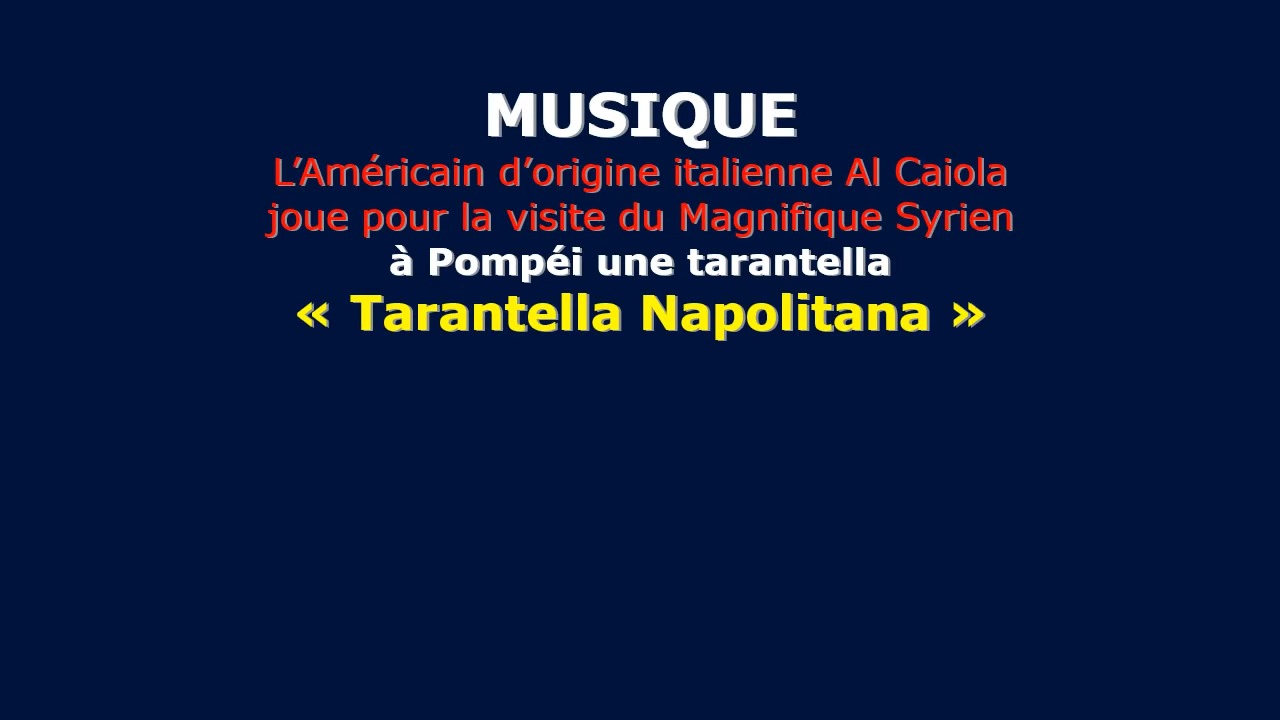 MUSIQUE
L’Américain d’origine italienne Al Caiola
joue pour la visite du Magnifique Syrien
à Pompéi une tarantella
« Tarantella Napolitana »